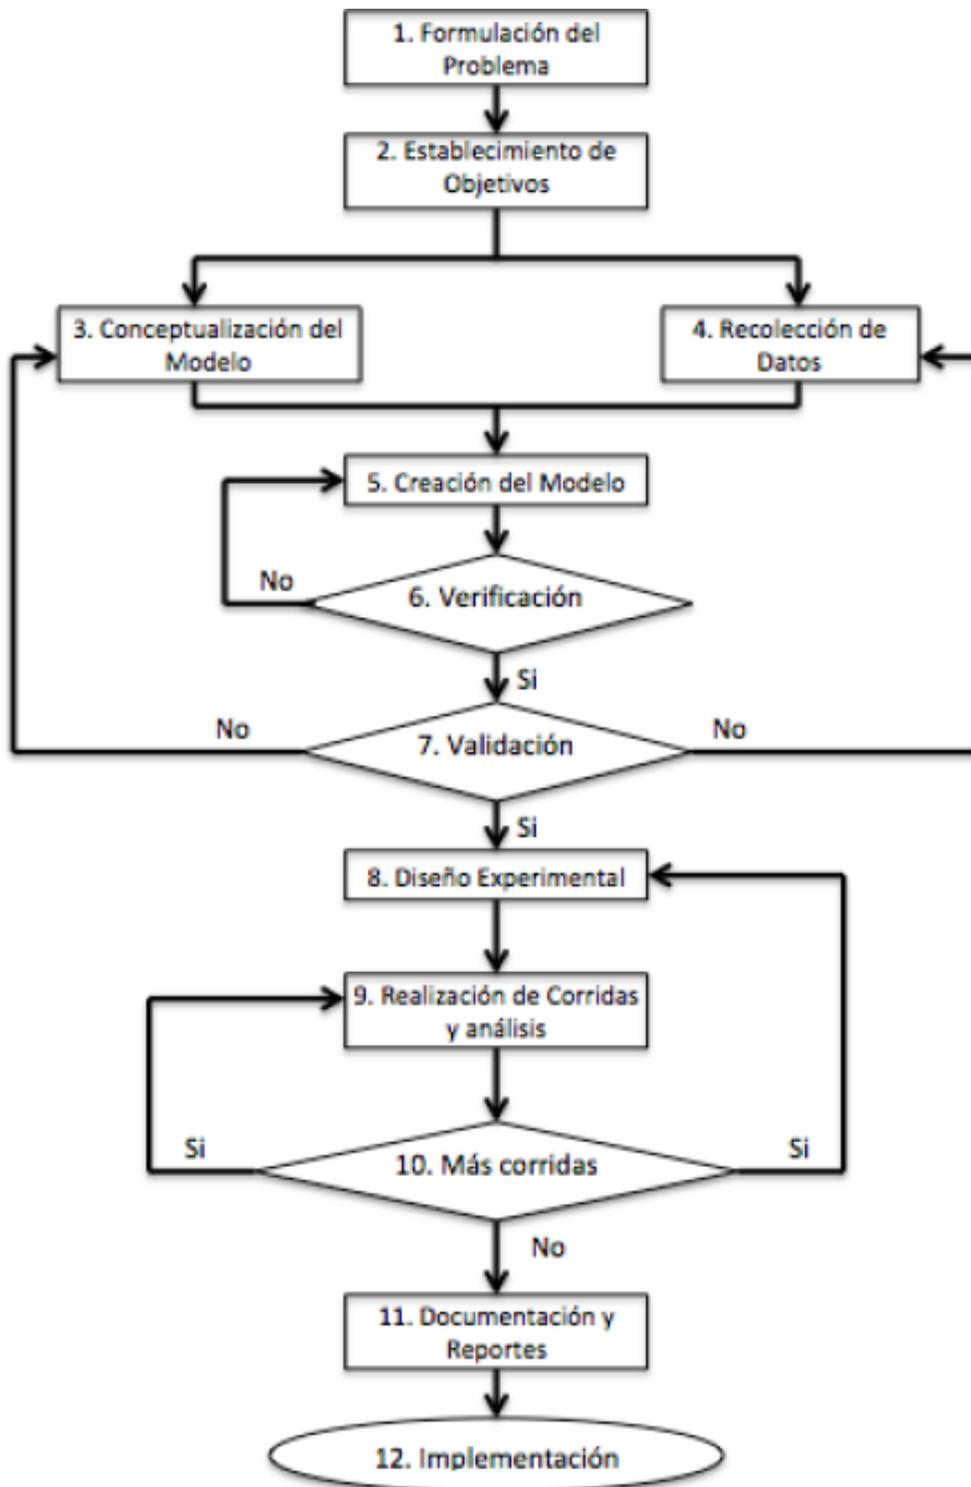 1. Formulación del
Problema
2. Establecimiento de
Objetivos
3. Conceptualización del
Modelo
4. Recolección de
Datos
5. Creación del Modelo
No
6. Verificación
Si
No
7. Validación
No
Si
8. Diseño Experimental
9. Realización de Corridas
y análisis
Si
10. Más corridas
Si
No
11. Documentación y
Reportes
12. Implementación